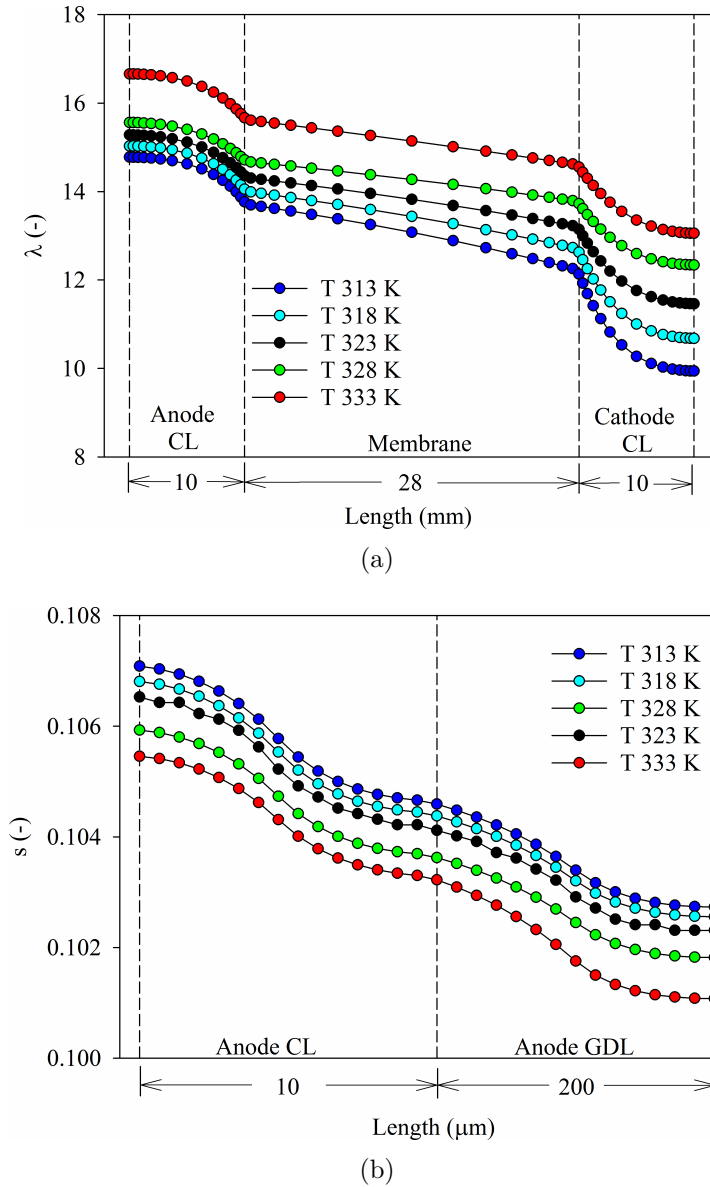 18
16
14
12
10
8
λ (-)
T 313 K
T 318 K
T 323 K
T 328 K
T 333 K
Anode
CL
Membrane
Cathode
CL
10
28
10
Length (mm)
(a)
0.108
0.106
0.104
0.102
0.100
s (-)
T 313 K
T 318 K
T 328 K
T 323 K
T 333 K
Anode CL
Anode GDL
10
200
Length (μm)
(b)